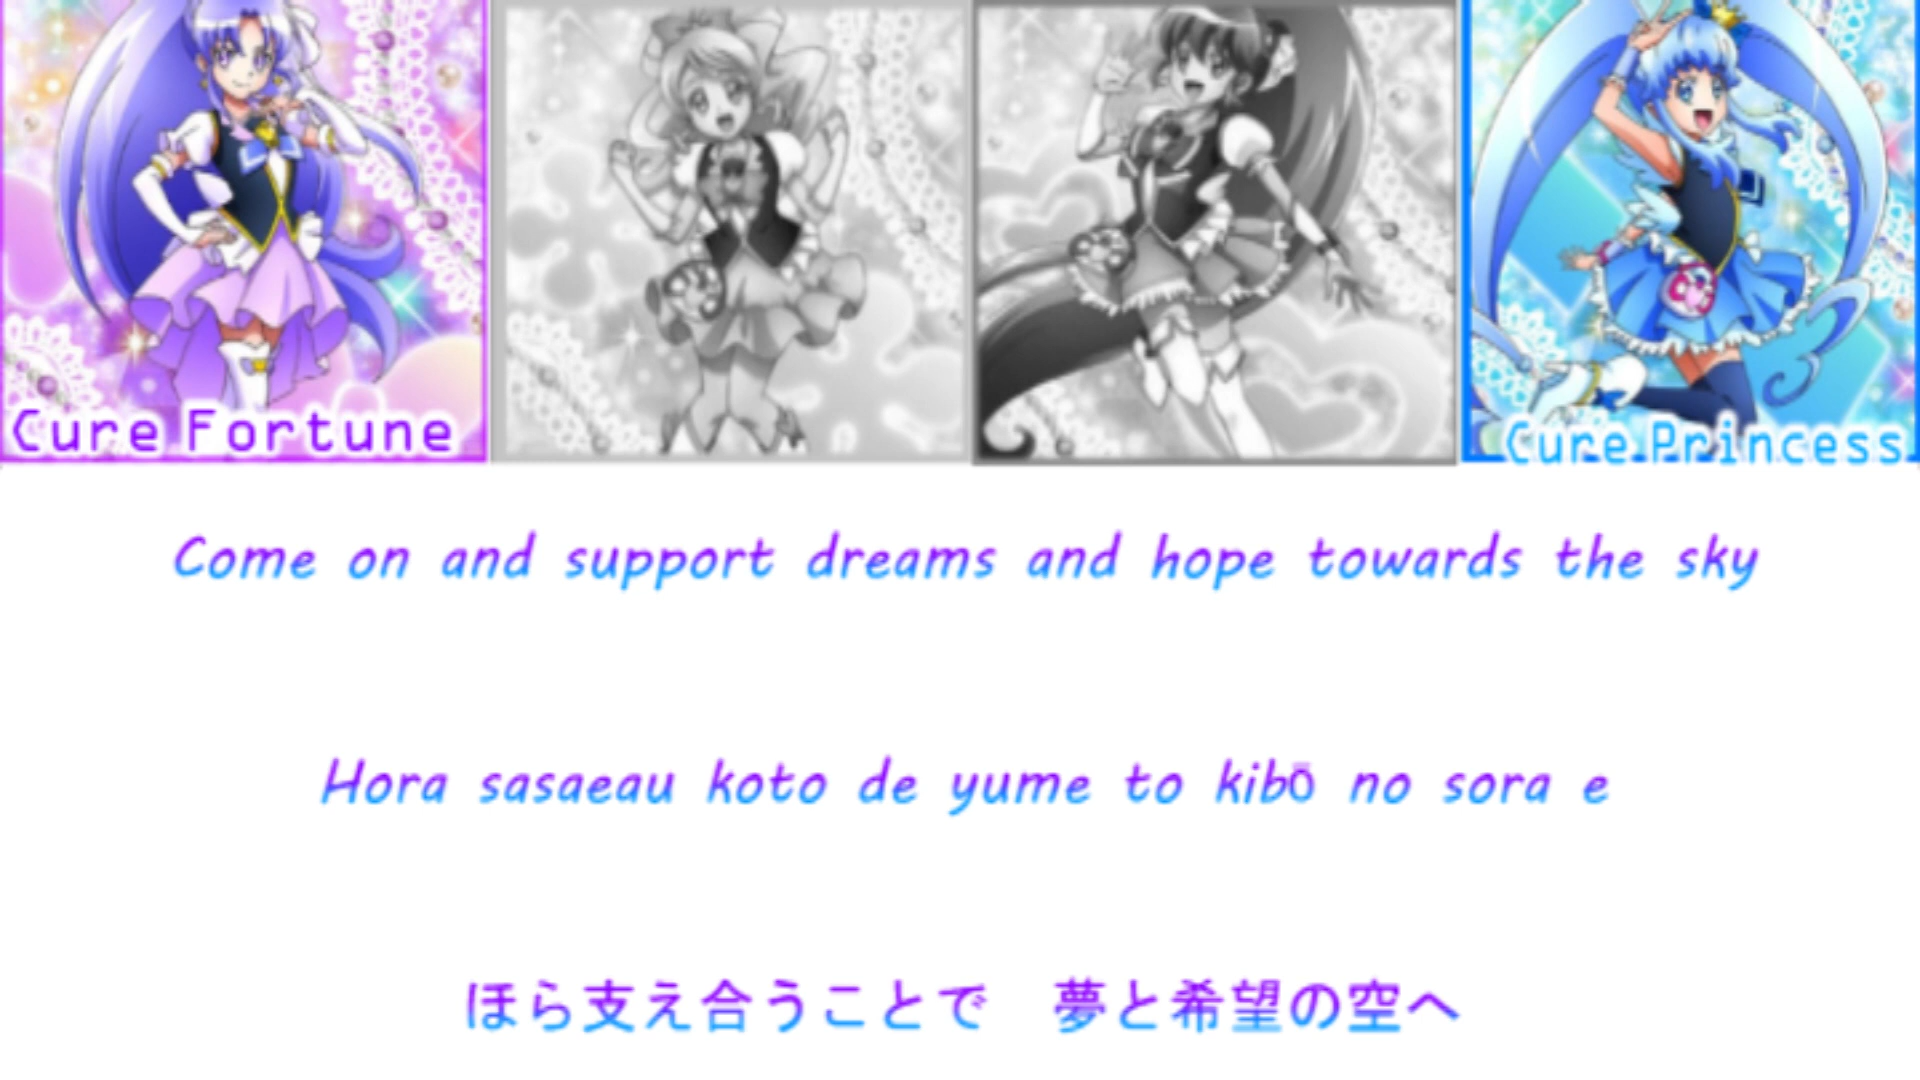 Cure Fortune
Cure Princess
Come on and support dreams and hope towards the sky
Hora sasaeau koto de yume to kibō no sora e
ほら支え合うことで　夢と希望の空へ